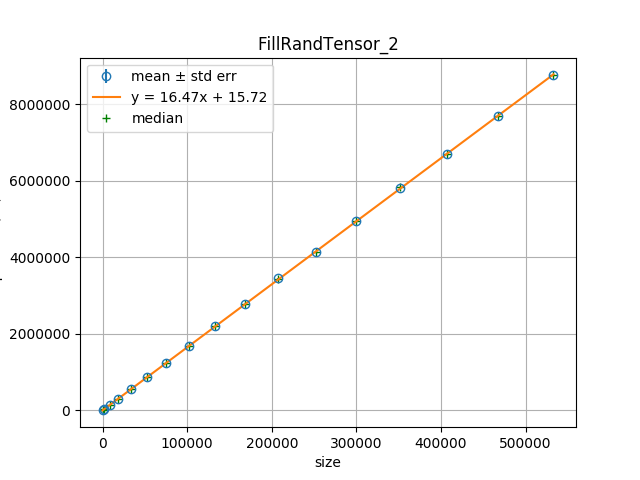 FillRandTensor_2
mean ± std err
y = 16.47x + 15.72
median
8000000
6000000
4000000
2000000
0
0 100000 200000 300000 400000 500000
size